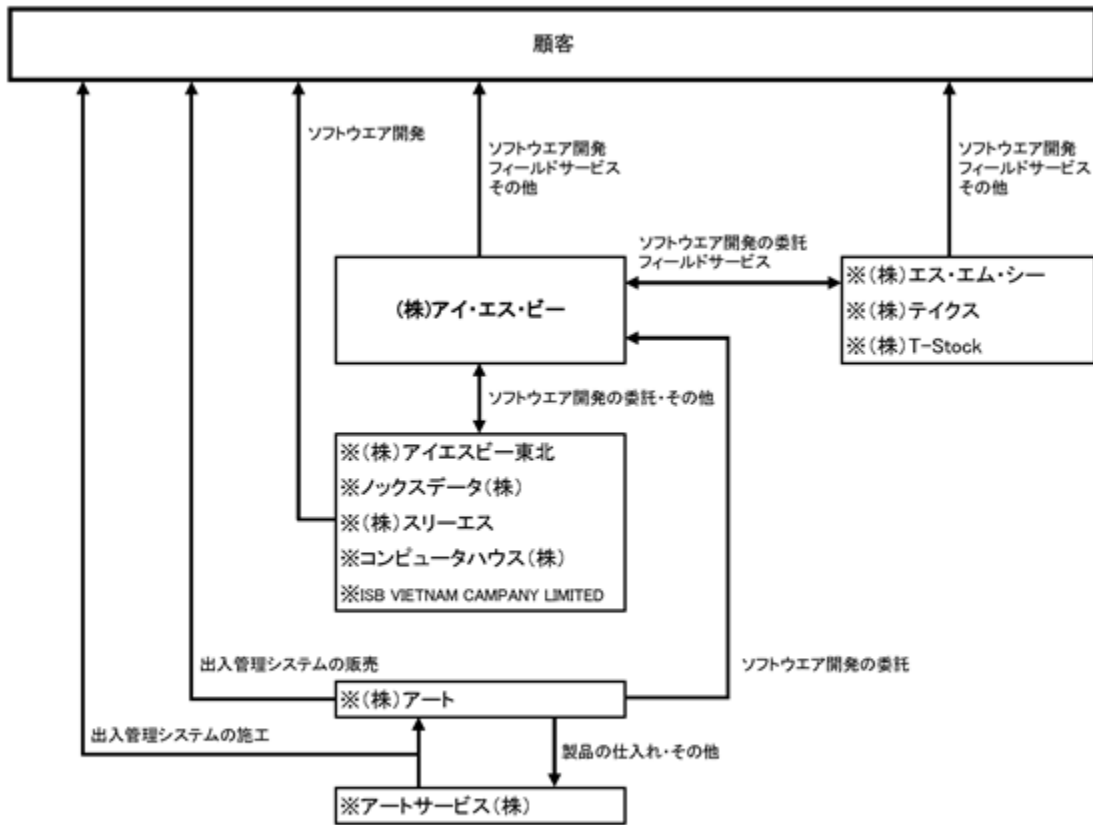 顧客
ソフトウエア開発
ソフトウエア開発
フィールドサービス
その他
ソフトウエア開発
フィールドサービス
その他
ソフトウエア開発の委託
フィールドサービス
(株)アイ・エス・ビー
※(株)エス・エム・シー
※(株)テイクス
※(株)T-Stock
ソフトウエア開発の委託・その他
※(株)アイエスビー東北
※ノックスデータ(株)
※(株)スリーエス
※コンピュータハウス(株)
※ISB VIETNAM CAMPANY LIMITED
出入管理システムの販売
ソフトウエア開発の委託
※(株)アート
出入管理システムの施工
製品の仕入れ・その他
※アートサービス(株)